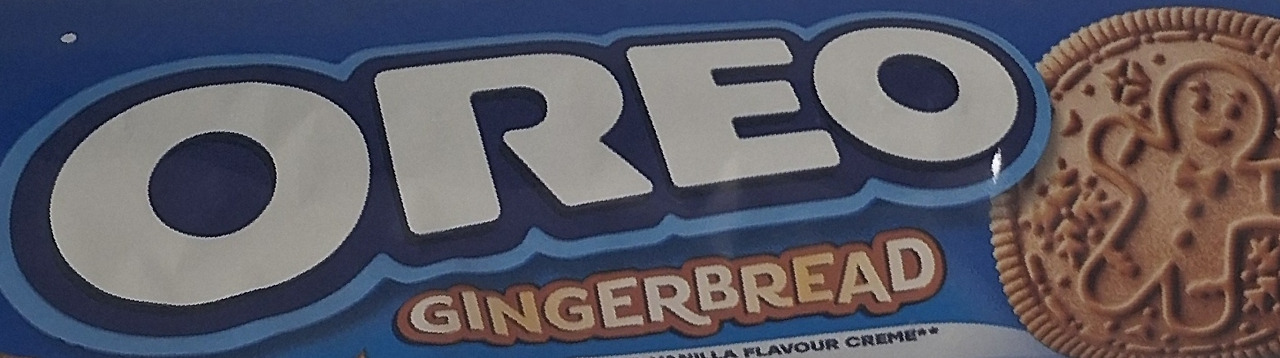 OREO
GINGERBREAD
VANILLA FLAVOUR CREME**